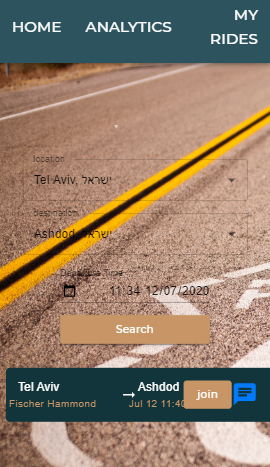 HOME ANALYTICS MY
RIDES
location
Tel Aviv, ישראל
destination
Ashdod, ישראל
Departure Time
11:34 12/07/2020
Search
Tel Aviv → Ashdod
Fischer Hammond Jul 12 11:40
join